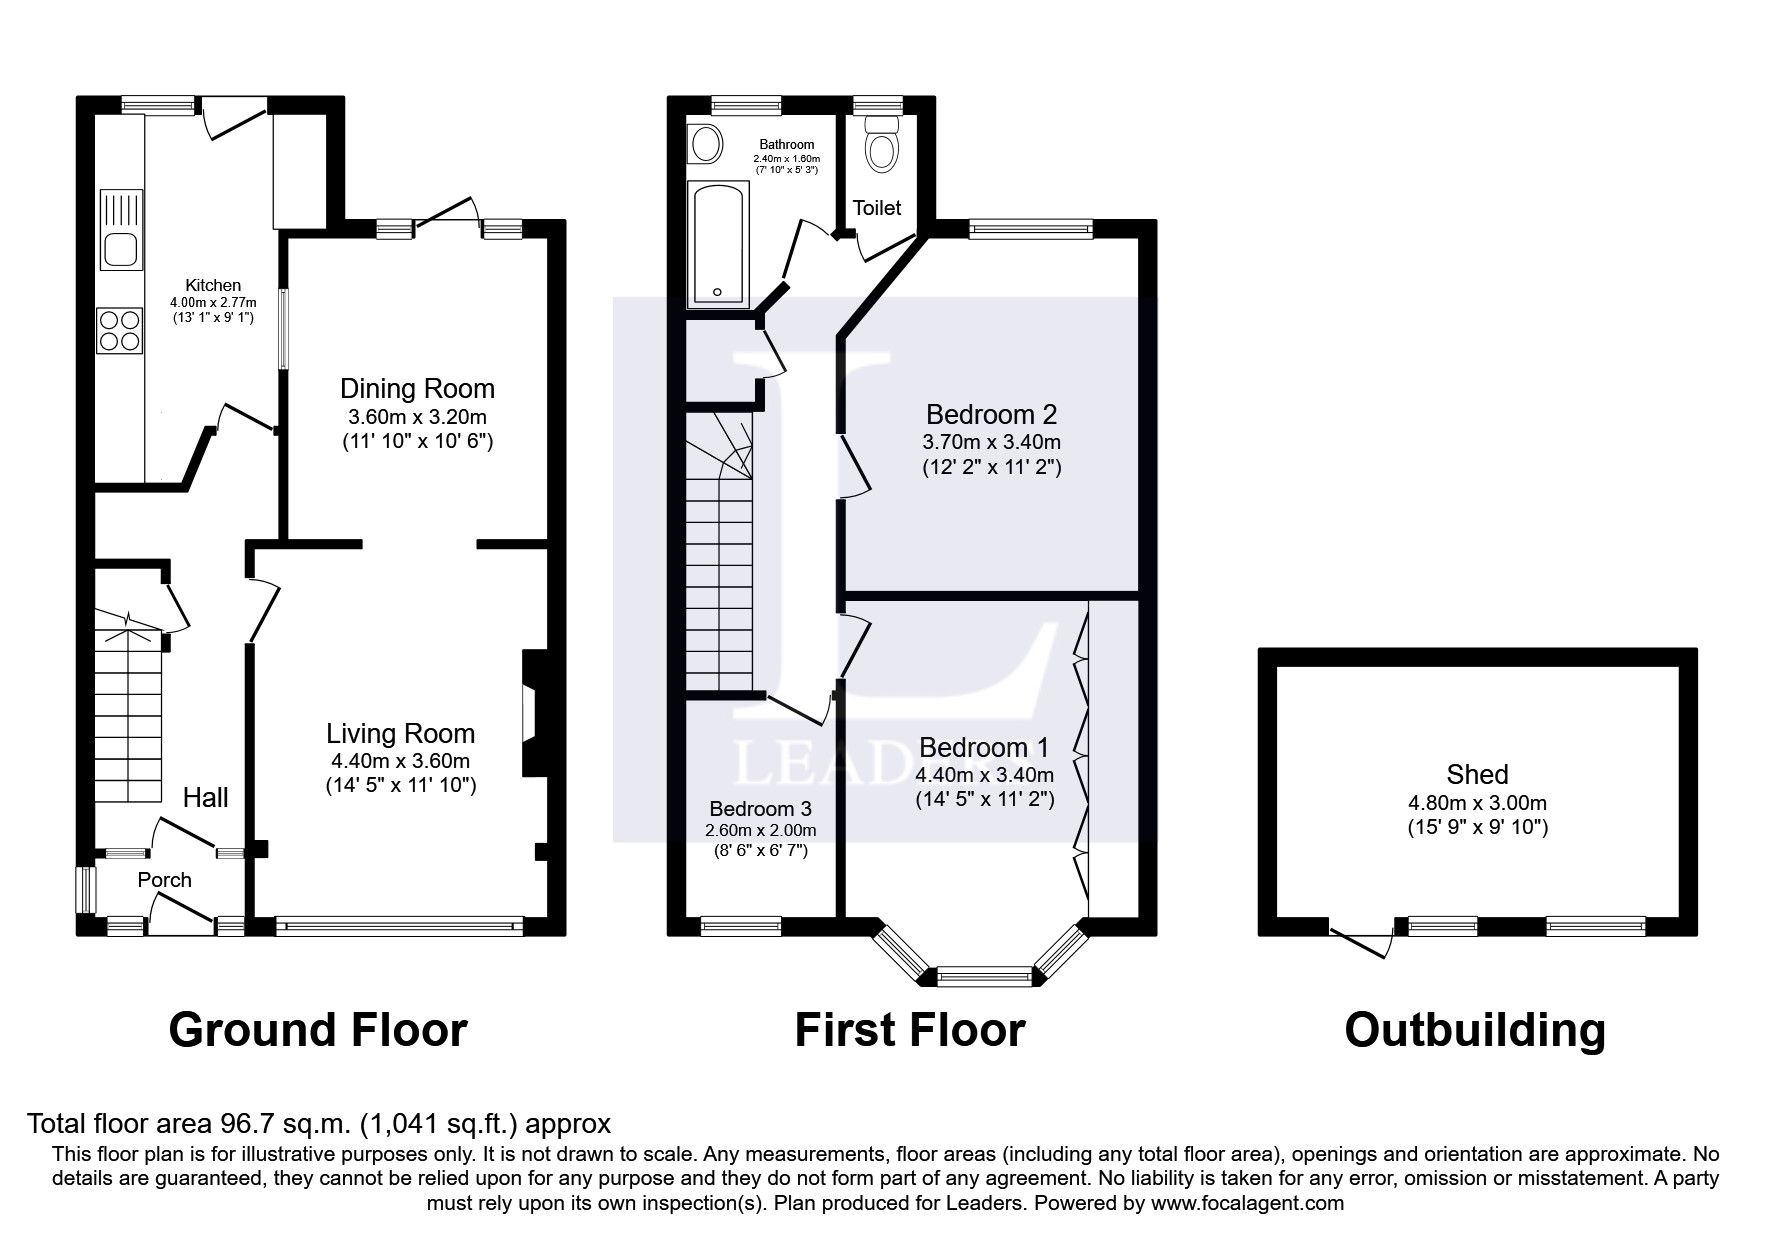 Bathroom
2.40m x 1.60m
(7' 10" x 5' 3")
Toilet
Kitchen
4.00m x 2.77m
(13' 1" x 9' 1")
Dining Room
3.60m x 3.20m
(11' 10" x 10' 6")
Bedroom 2
3.70m x 3.40m
(12' 2" x 11' 2")
Living Room
4.40m x 3.60m
(14' 5" x 11' 10")
Hall
Porch
L
LEADERS
Bedroom 1
4.40m x 3.40m
(14' 5" x 11' 2")
Bedroom 3
2.60m x 2.00m
(8' 6" x 6' 7")
Shed
4.80m x 3.00m
(15' 9" x 9' 10")
Ground Floor
First Floor
Outbuilding
Total floor area 96.7 sq.m. (1,041 sq.ft.) approx
This floor plan is for illustrative purposes only. It is not drawn to scale. Any measurements, floor areas (including any total floor area), openings and orientation are approximate. No
details are guaranteed, they cannot be relied upon for any purpose and they do not form part of any agreement. No liability is taken for any error, omission or misstatement. A party
must rely upon its own inspection(s). Plan produced for Leaders. Powered by www.focalagent.com